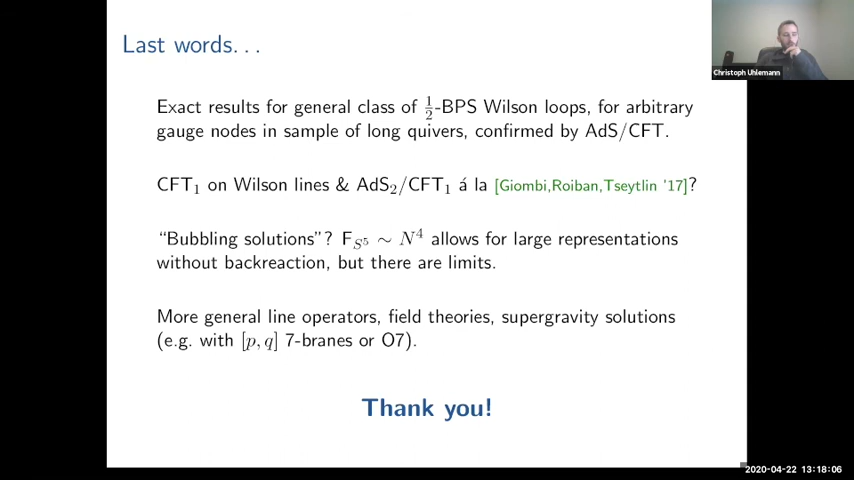 Last words...
Christoph Uhlemann
Exact results for general class of 1/2-BPS Wilson loops, for arbitrary
gauge nodes in sample of long quivers, confirmed by AdS/CFT.
CFT₁ on Wilson lines & AdS₂/CFT₁ á la [Giombi,Roiban,Tseytlin '17]?
"Bubbling solutions"? F_{S⁵} ∼ N⁴ allows for large representations
without backreaction, but there are limits.
More general line operators, field theories, supergravity solutions
(e.g. with [p, q] 7-branes or O7).
Thank you!
2020-04-22 13:18:06